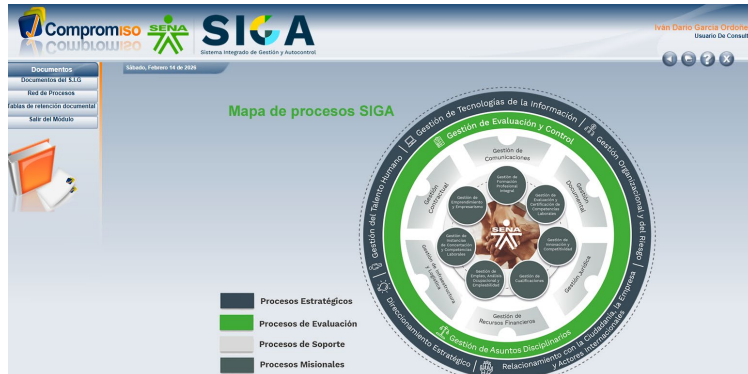 Compromiso
SENA
SIGA
Sistema Integrado de Gestión y Autocontrol
Iván Darío García Ordoñe
Usuario De Consult
Documentos
Documentos del S.I.G
Red de Procesos
Tablas de retención documental
Salir del Módulo
Sábado, Febrero 14 de 2026
Mapa de procesos SIGA
Gestión de Tecnologías de la Información
Gestión Organizacional y del Riesgo
Relacionamiento con la Ciudadanía, la Empresa
y Actores Internacionales
Direccionamiento Estratégico
Gestión del Talento Humano
Gestión de Evaluación y Control
Gestión de Asuntos Disciplinarios
Gestión de
Comunicaciones
Gestión
Documental
Gestión Jurídica
Gestión de
Recursos Financieros
Gestión de Infraestructura
y Logística
Gestión
Contractual
Gestión de
Formación
Profesional
Integral
Gestión de
Evaluación y
Certificación de
Competencias
Laborales
Gestión de
Innovación y
Competitividad
Gestión de
Cualificaciones
Gestión de
Empleo, Análisis
Ocupacional y
Empleabilidad
Gestión de
Instancias
de Concertación
y Competencias
Laborales
Gestión de
Emprendimiento
y Empresarismo
SENA
Procesos Estratégicos
Procesos de Evaluación
Procesos de Soporte
Procesos Misionales